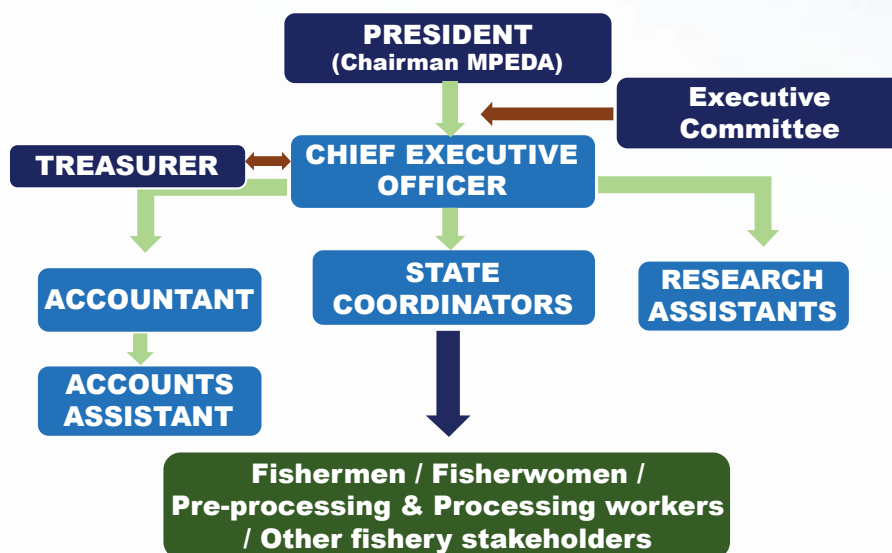 PRESIDENT
(Chairman MPEDA)
Executive
Committee
TREASURER
CHIEF EXECUTIVE
OFFICER
ACCOUNTANT
STATE
COORDINATORS
RESEARCH
ASSISTANTS
ACCOUNTS
ASSISTANT
Fishermen / Fisherwomen /
Pre-processing & Processing workers
/ Other fishery stakeholders